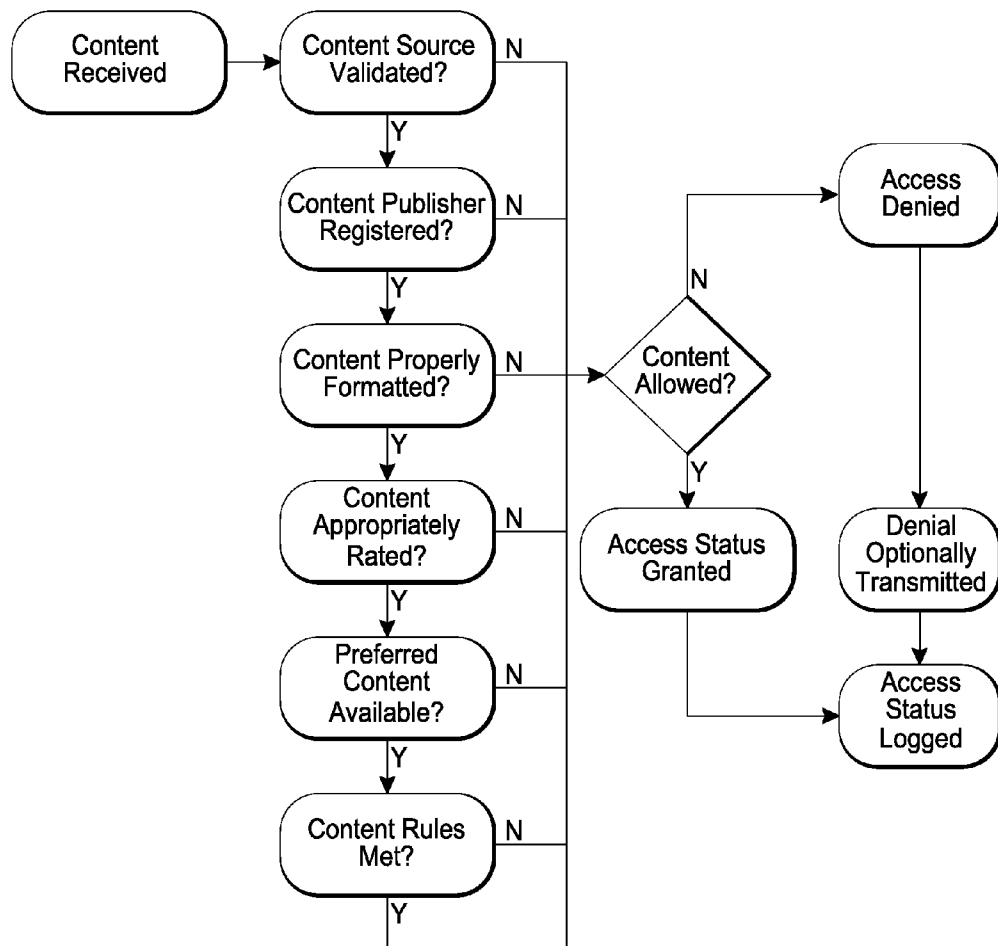 Content
Received
Content Source
Validated?
N
Y
Content Publisher
Registered?
N
Y
Content Properly
Formatted?
N
Y
Content
Appropriately
Rated?
N
Y
Preferred
Content
Available?
N
Y
Content Rules
Met?
N
Y
Content
Allowed?
N
Y
Access Status
Granted
Access
Denied
Denial
Optionally
Transmitted
Access
Status
Logged